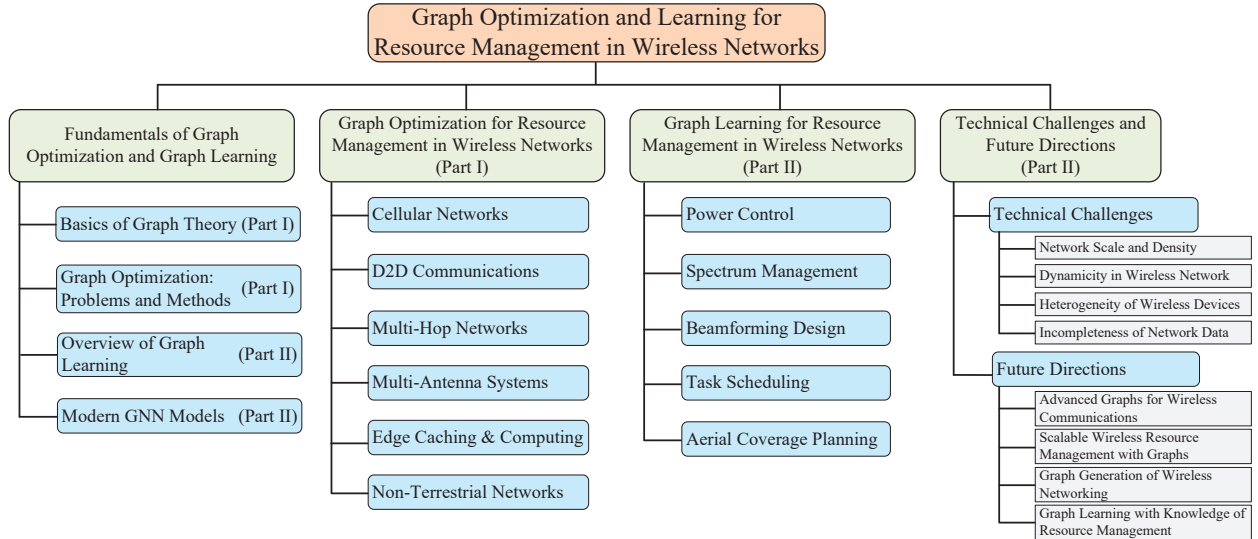 Graph Optimization and Learning for
Resource Management in Wireless Networks
Fundamentals of Graph
Optimization and Graph Learning
Basics of Graph Theory (Part I)
Graph Optimization:
Problems and Methods (Part I)
Overview of Graph
Learning (Part II)
Modern GNN Models (Part II)
Graph Optimization for Resource
Management in Wireless Networks
(Part I)
Cellular Networks
D2D Communications
Multi-Hop Networks
Multi-Antenna Systems
Edge Caching & Computing
Non-Terrestrial Networks
Graph Learning for Resource
Management in Wireless Networks
(Part II)
Power Control
Spectrum Management
Beamforming Design
Task Scheduling
Aerial Coverage Planning
Technical Challenges and
Future Directions
(Part II)
Technical Challenges
Network Scale and Density
Dynamicity in Wireless Network
Heterogeneity of Wireless Devices
Incompleteness of Network Data
Future Directions
Advanced Graphs for Wireless
Communications
Scalable Wireless Resource
Management with Graphs
Graph Generation of Wireless
Networking
Graph Learning with Knowledge of
Resource Management